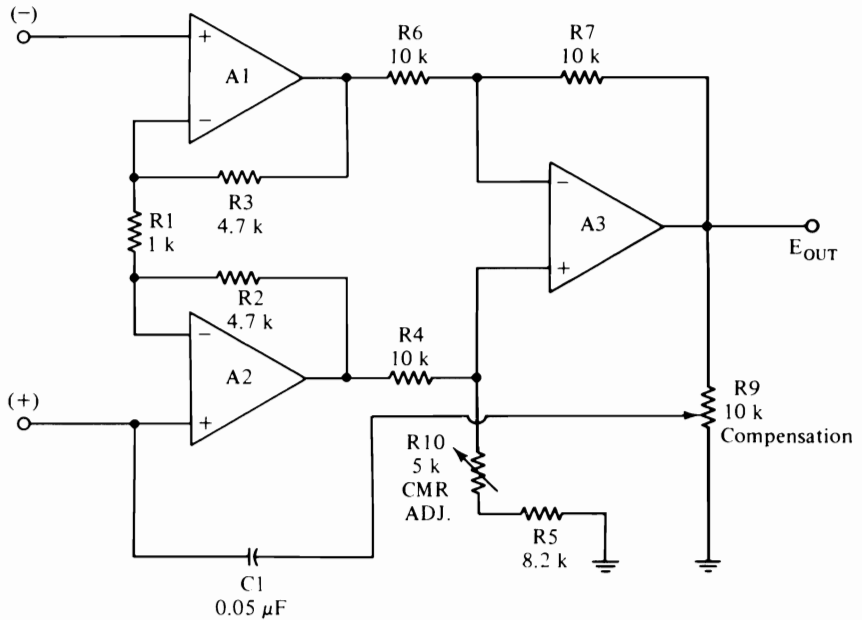 (−)
+
A1
−
R6
10 k
R7
10 k
R3
4.7 k
R1
1 k
R2
4.7 k
−
A3
+
E_OUT
−
A2
+
(+)
R4
10 k
R9
10 k
Compensation
R10
5 k
CMR
ADJ.
R5
8.2 k
C1
0.05 μF